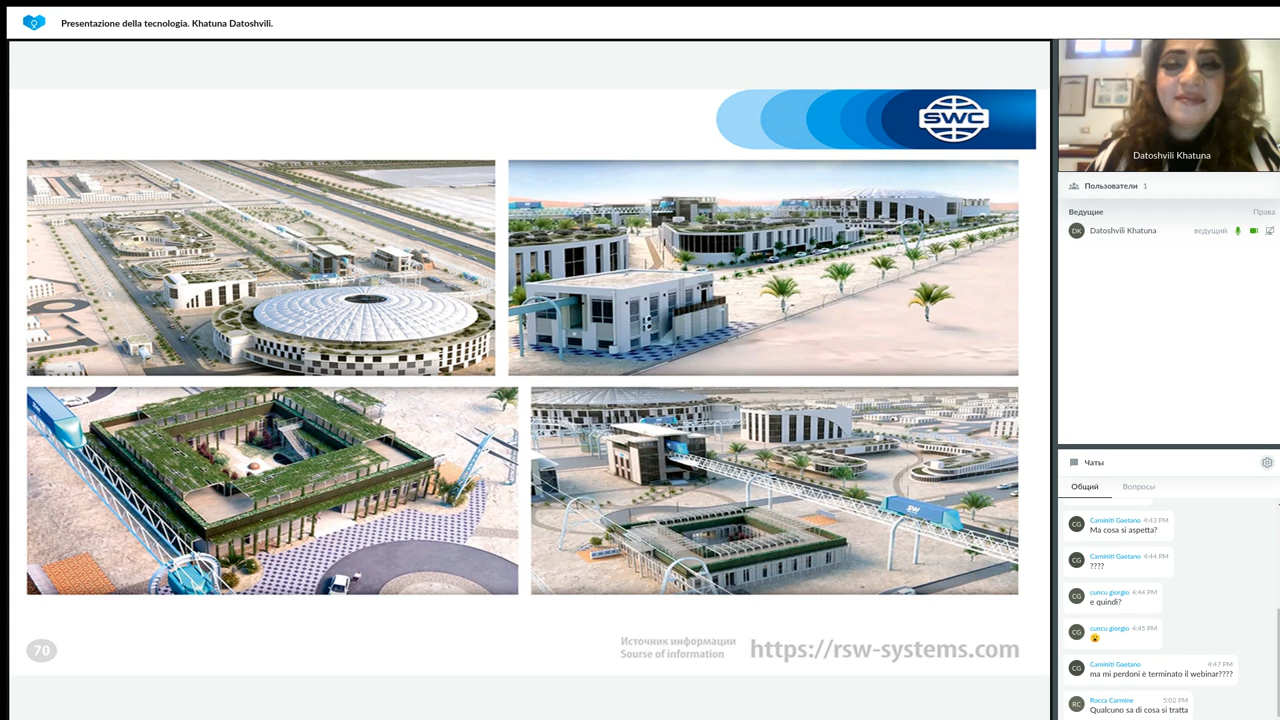 Presentazione della tecnologia. Khatuna Datoshvili.
SWC
70
Источник информации
Sourse of information
https://rsw-systems.com
Datoshvili Khatuna
Пользователи 1
Ведущие Права
DK Datoshvili Khatuna ведущий
Чаты
Общий Вопросы
CG Caminiti Gaetano 4:43 PM
Ma cosa si aspetta?
CG Caminiti Gaetano 4:44 PM
????
CG cuncu giorgio 4:44 PM
e quindi?
CG cuncu giorgio 4:45 PM
😮
CG Caminiti Gaetano 4:47 PM
ma mi perdoni è terminato il webinar????
RC Rocca Carmine 5:02 PM
Qualcuno sa di cosa si tratta